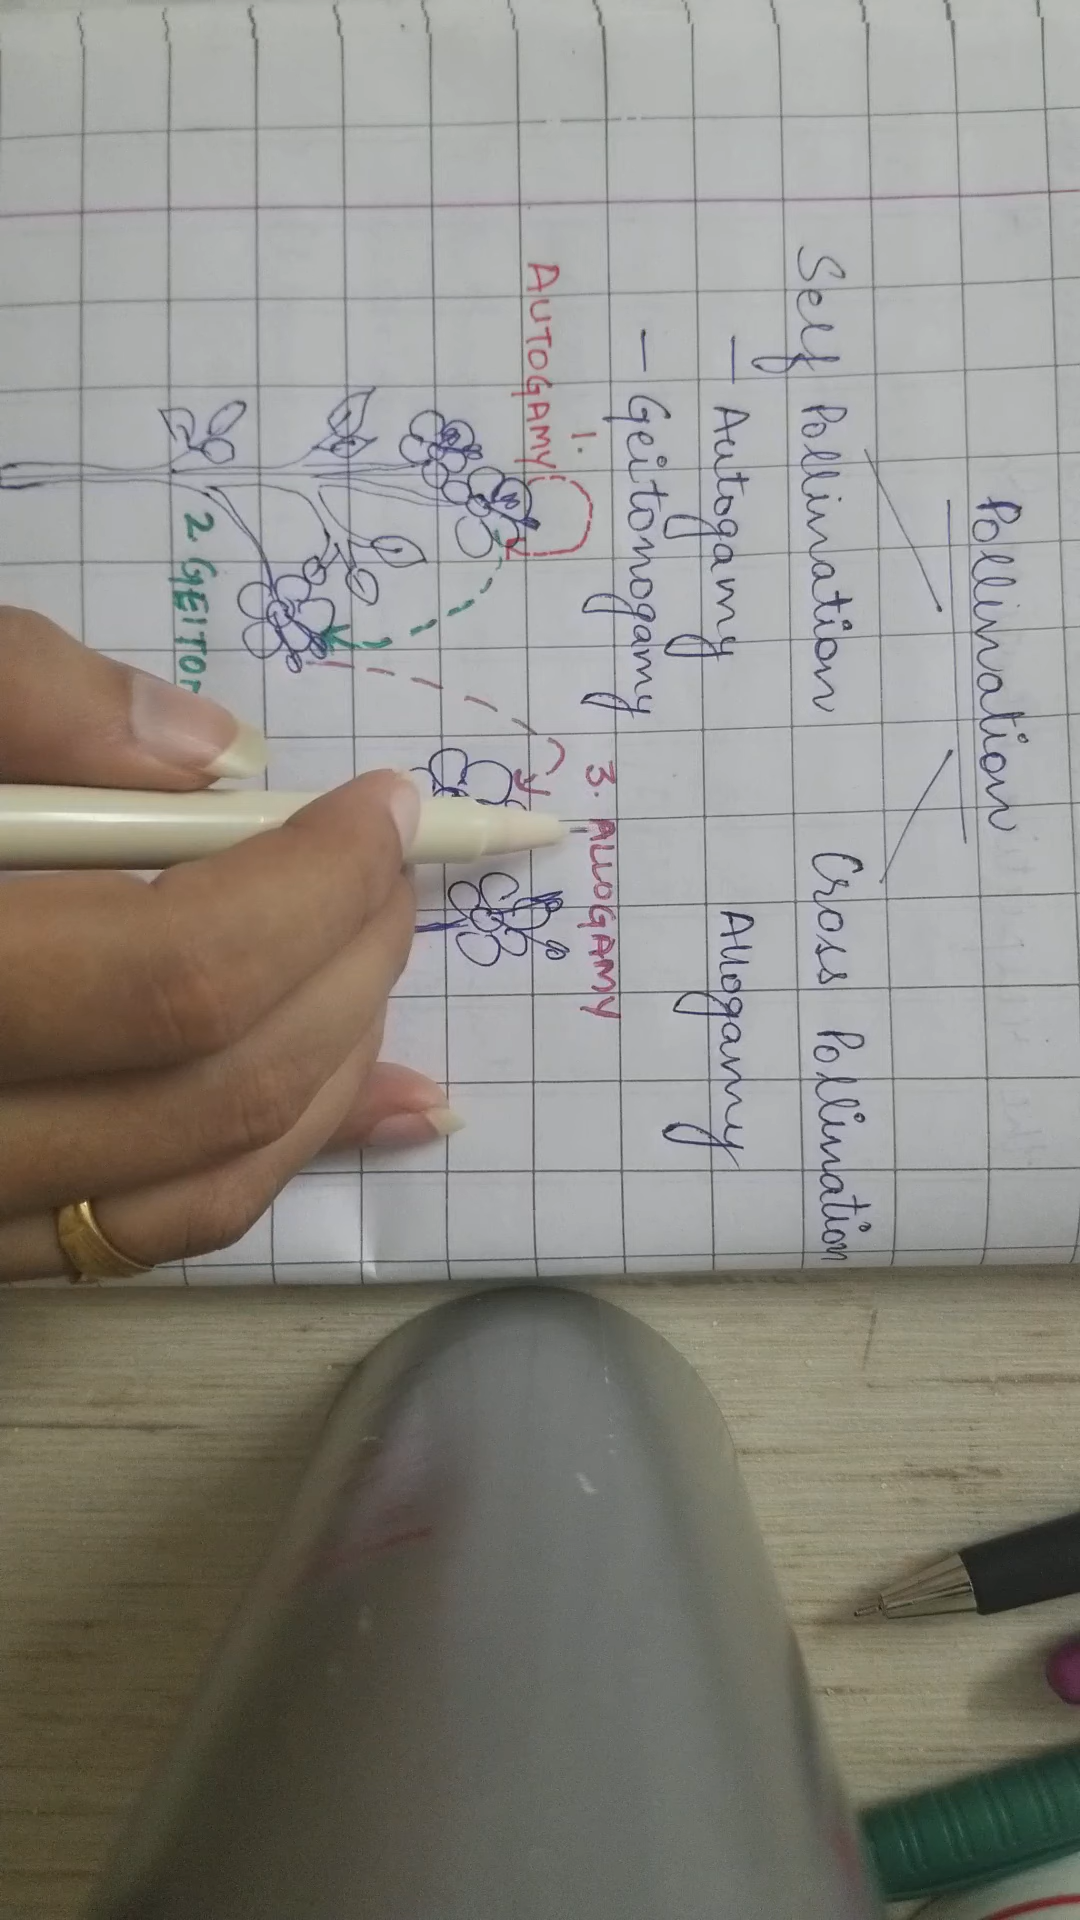 Pollination
Self Pollination Cross Pollination
— Autogamy Allogamy
— Geitonogamy
1. 3. ALLOGAMY
AUTOGAMY
2 GEITO